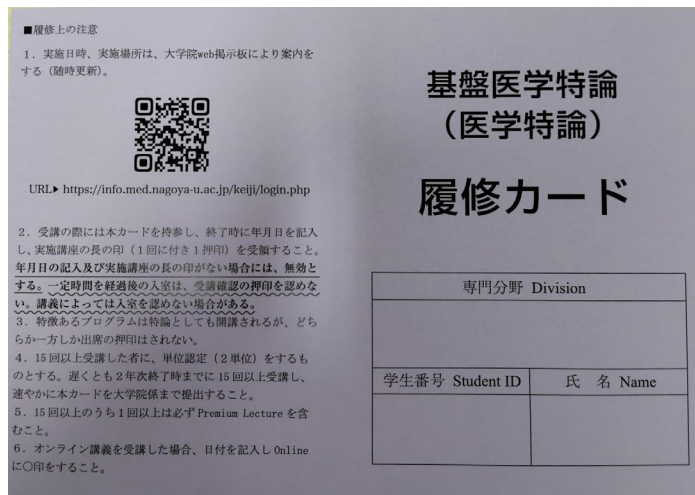 ■履修上の注意
１．実施日時、実施場所は、大学院web掲示板により案内を
する（随時更新）。
URL▶ https://info.med.nagoya-u.ac.jp/keiji/login.php
２．受講の際には本カードを持参し、終了時に年月日を記入
し、実施講座の長の印（１回に付き１押印）を受領すること。
年月日の記入及び実施講座の長の印がない場合には、無効と
する。一定時間を経過後の入室は、受講確認の押印を認めな
い。講義によっては入室を認めない場合がある。
３．特徴あるプログラムは特論としても開講されるが、どち
らか一方しか出席の押印はされない。
４．15回以上受講した者に、単位認定（２単位）をするも
のとする。遅くとも２年次終了時までに15回以上受講し、
速やかに本カードを大学院係まで提出すること。
５．15回以上のうち１回以上は必ずPremium Lectureを含
むこと。
６．オンライン講義を受講した場合、日付を記入しOnline
に〇印をすること。
基盤医学特論
（医学特論）
履修カード
専門分野 Division
学生番号 Student ID
氏　名 Name